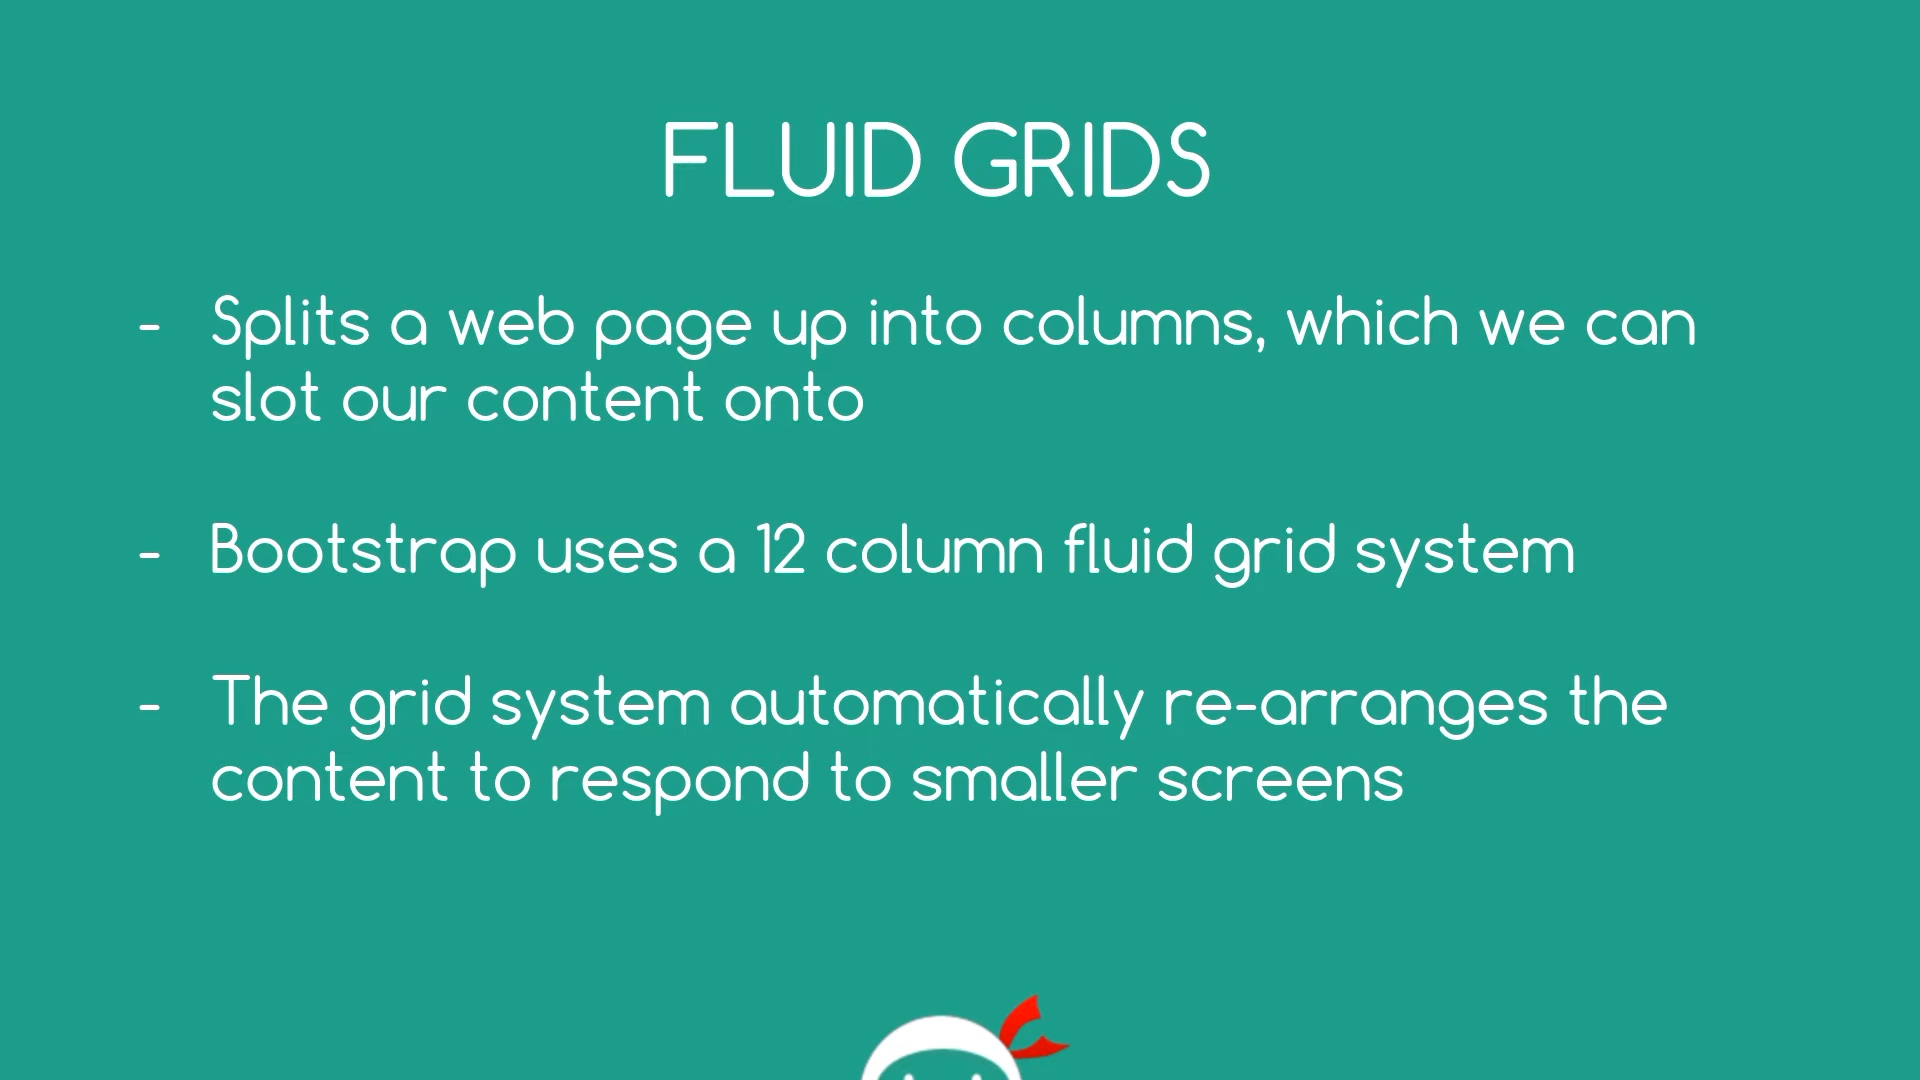 FLUID GRIDS
- Splits a web page up into columns, which we can
slot our content onto
- Bootstrap uses a 12 column fluid grid system
- The grid system automatically re-arranges the
content to respond to smaller screens